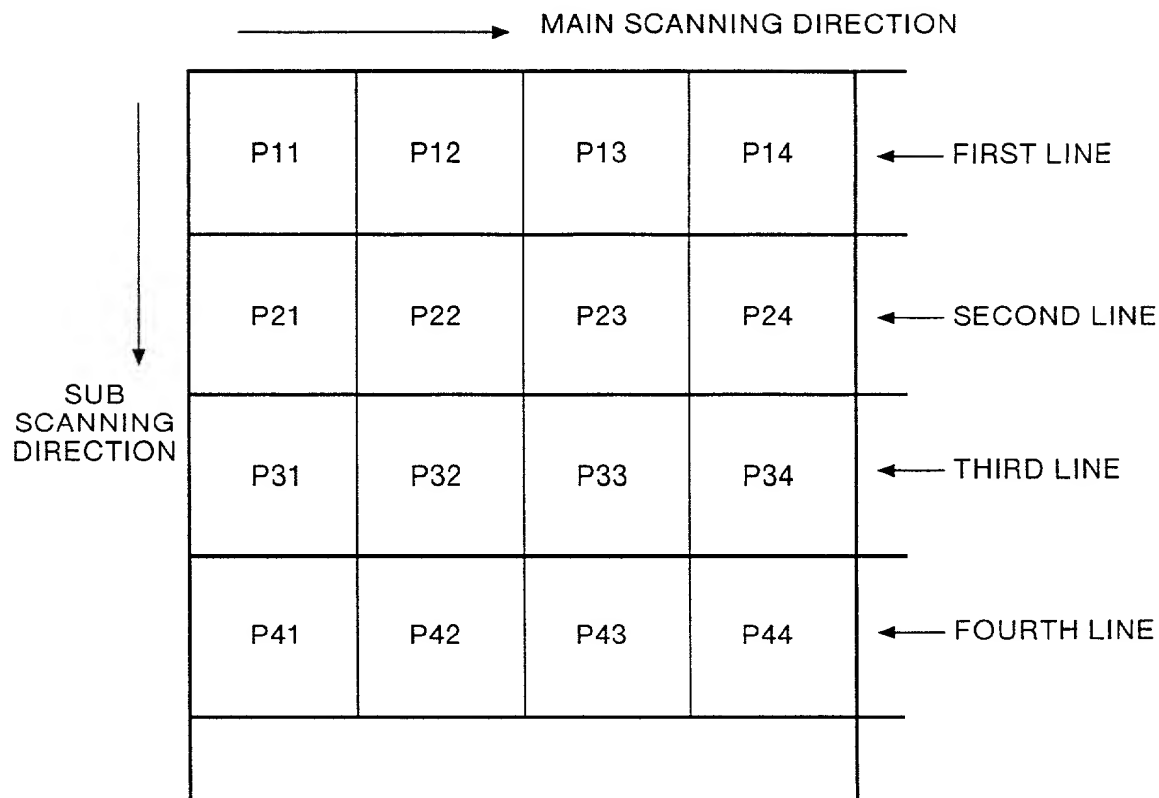 MAIN SCANNING DIRECTION
P11 P12 P13 P14 FIRST LINE
P21 P22 P23 P24 SECOND LINE
SUB
SCANNING
DIRECTION
P31 P32 P33 P34 THIRD LINE
P41 P42 P43 P44 FOURTH LINE